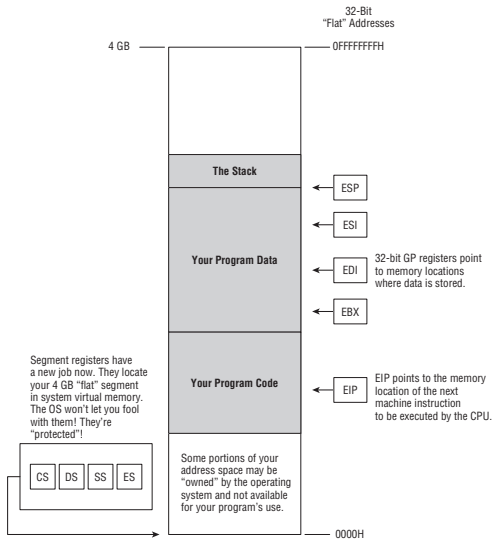 32-Bit
“Flat” Addresses
4 GB
0FFFFFFFFH
The Stack
ESP
ESI
Your Program Data
EDI
32-bit GP registers point
to memory locations
where data is stored.
EBX
Segment registers have
a new job now. They locate
your 4 GB “flat” segment
in system virtual memory.
The OS won’t let you fool
with them! They’re
“protected”!
Your Program Code
EIP
EIP points to the memory
location of the next
machine instruction
to be executed by the CPU.
CS DS SS ES
Some portions of your
address space may be
“owned” by the operating
system and not available
for your program’s use.
0000H